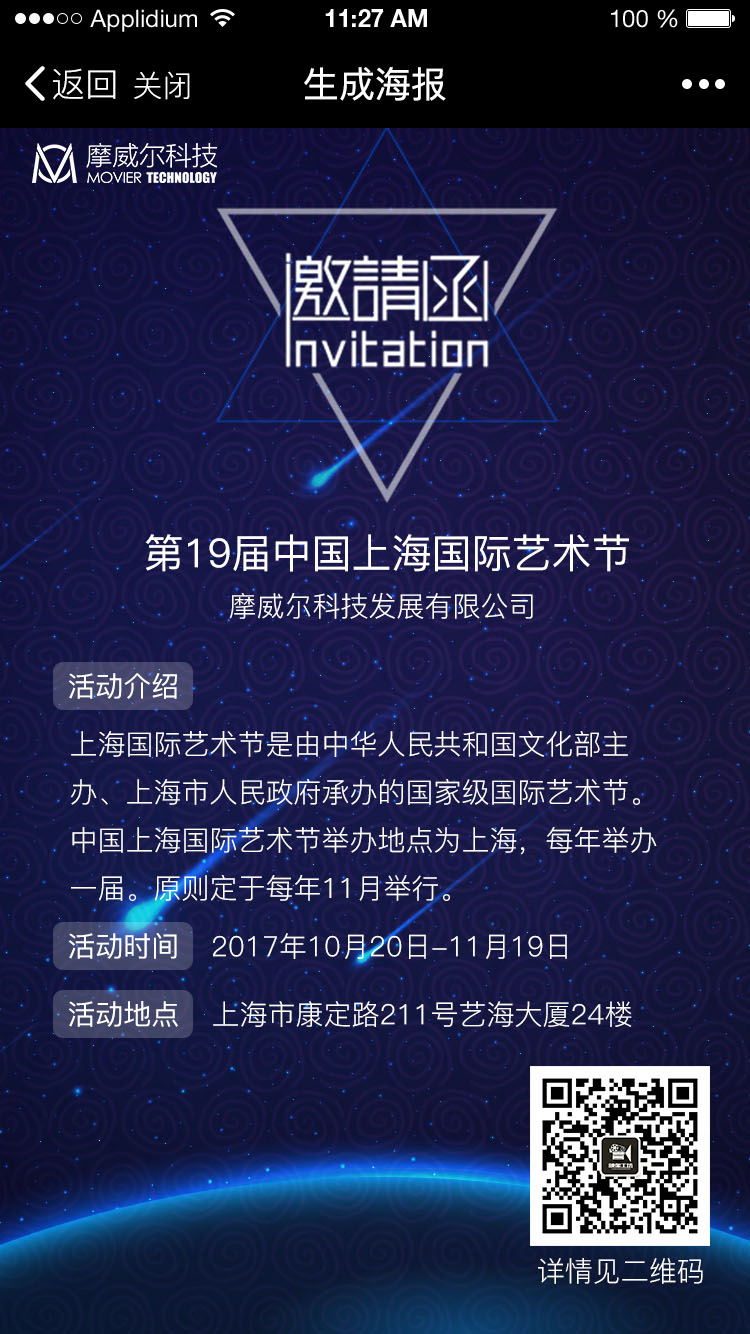 Applidium 11:27 AM 100 %
返回 关闭 生成海报
摩威尔科技
MOVIER TECHNOLOGY
邀請函
Invitation
第19届中国上海国际艺术节
摩威尔科技发展有限公司
活动介绍
上海国际艺术节是由中华人民共和国文化部主
办、上海市人民政府承办的国家级国际艺术节。
中国上海国际艺术节举办地点为上海，每年举办
一届。原则定于每年11月举行。
活动时间 2017年10月20日-11月19日
活动地点 上海市康定路211号艺海大厦24楼
详情见二维码